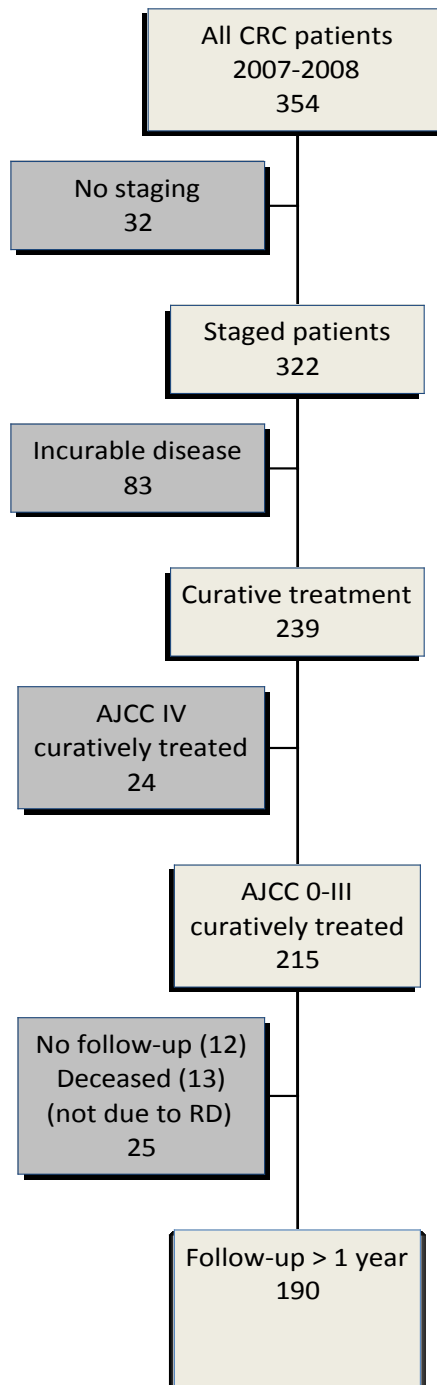 All CRC patients
2007-2008
354
No staging
32
Staged patients
322
Incurable disease
83
Curative treatment
239
AJCC IV
curatively treated
24
AJCC 0-III
curatively treated
215
No follow-up (12)
Deceased (13)
(not due to RD)
25
Follow-up > 1 year
190